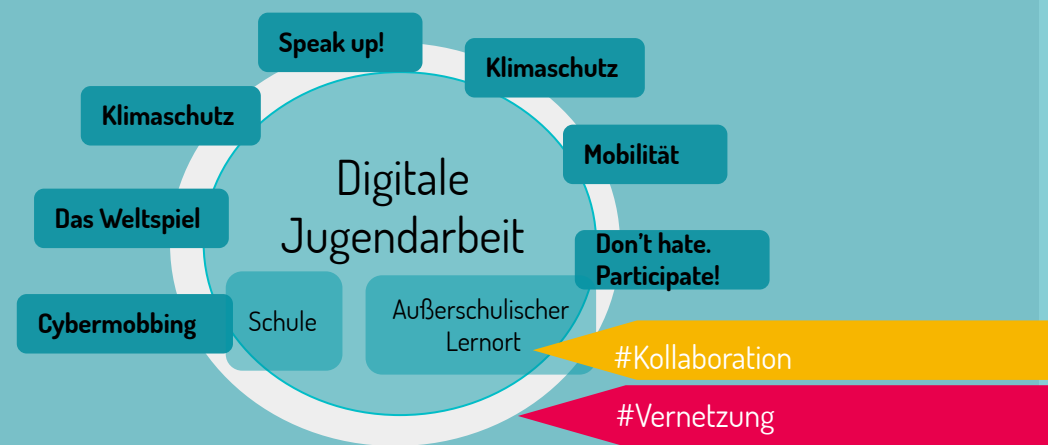 Speak up!
Klimaschutz
Klimaschutz
Mobilität
Digitale
Jugendarbeit
Das Weltspiel
Don't hate.
Participate!
Cybermobbing
Schule
Außerschulischer
Lernort
#Kollaboration
#Vernetzung